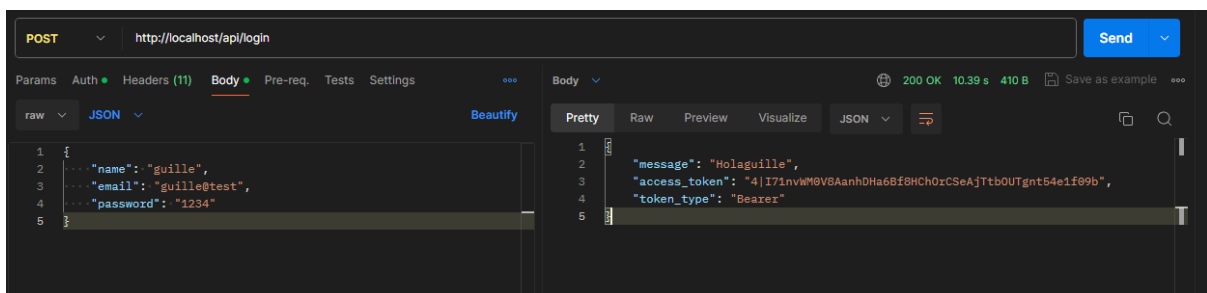 POST http://localhost/api/login Send
Params Auth Headers (11) Body Pre-req. Tests Settings
raw JSON Beautify
1 {
2 "name": "guille",
3 "email": "guille@test",
4 "password": "1234"
5 }
Body 200 OK 10.39 s 410 B Save as example
Pretty Raw Preview Visualize JSON
1 {
2 "message": "Holaguille",
3 "access_token": "4|I71nvWM0V8AanhDHa6Bf8HChOrCSeAjTtbOUTgnt54e1f09b",
4 "token_type": "Bearer"
5 }